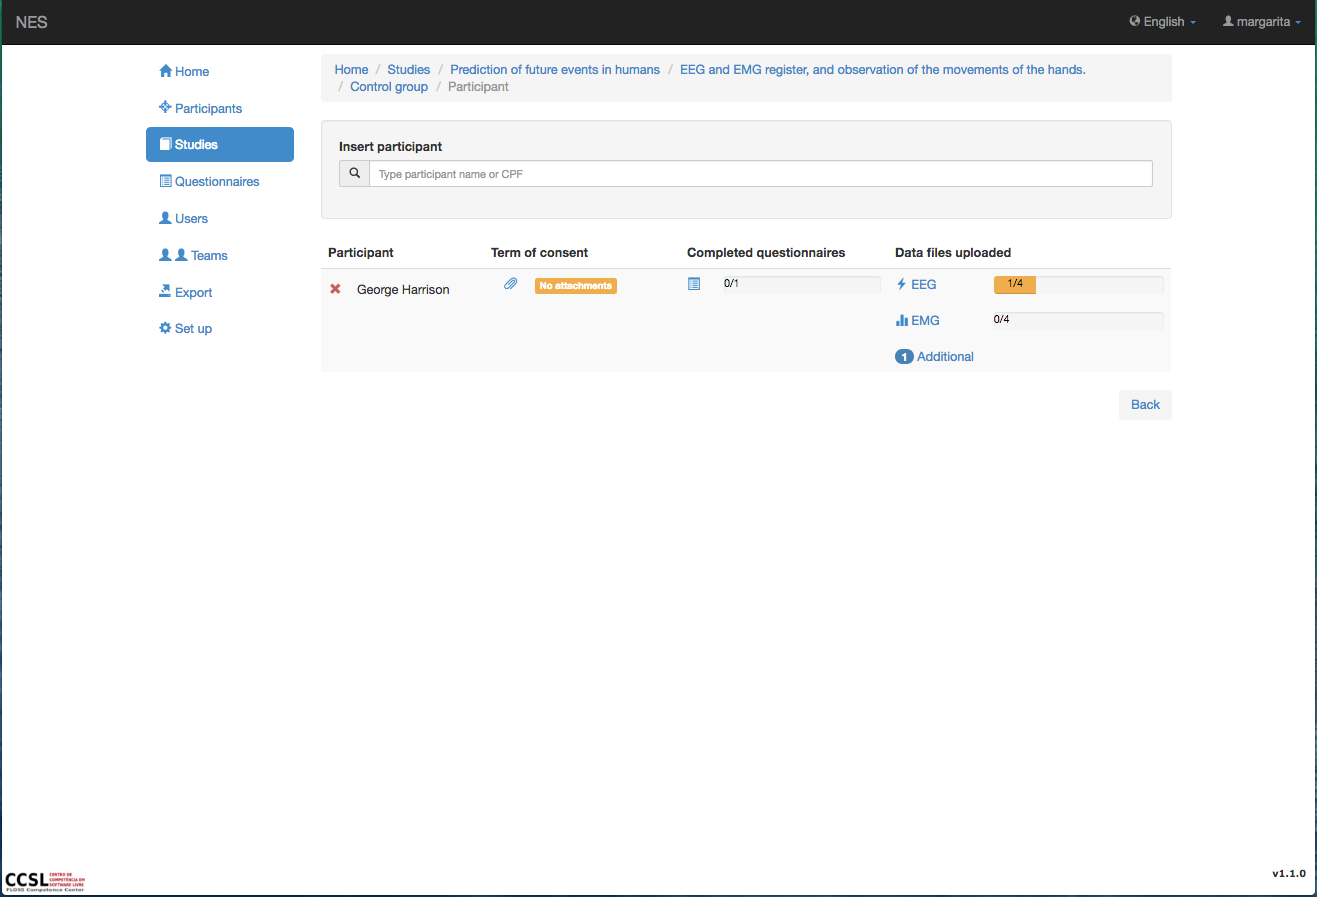 NES
English
margarita
Home
Participants
Studies
Questionnaires
Users
Teams
Export
Set up
Home / Studies / Prediction of future events in humans / EEG and EMG register, and observation of the movements of the hands.
/ Control group / Participant
Insert participant
Type participant name or CPF
Participant Term of consent Completed questionnaires Data files uploaded
George Harrison No attachments 0/1 EEG 1/4
EMG 0/4
1 Additional
Back
CCSL CENTRO DE
COMPETÊNCIA EM
SOFTWARE LIVRE
FLOSS Competence Center
v1.1.0